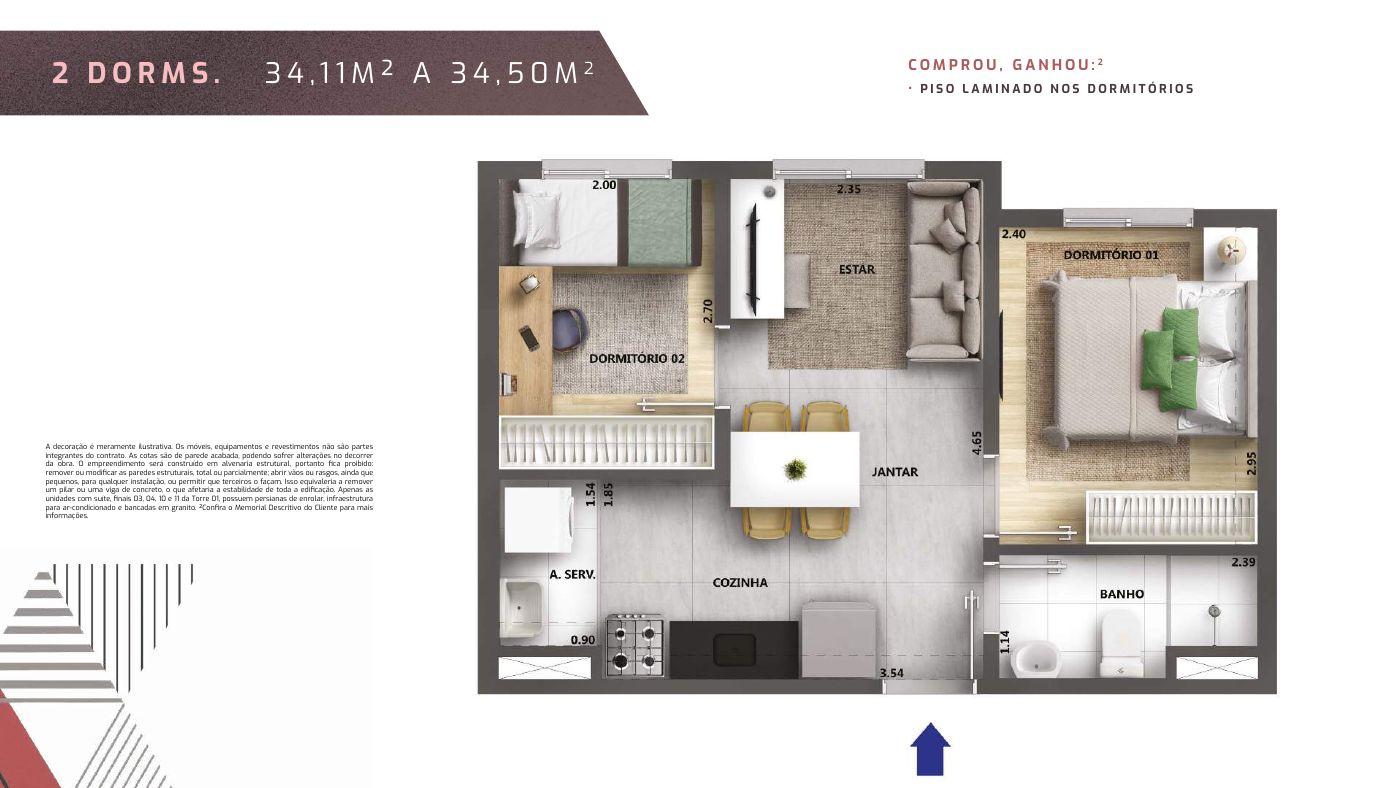 2 DORMS. 34,11M² A 34,50M²
COMPROU, GANHOU:²
· PISO LAMINADO NOS DORMITÓRIOS
2.00
2.35
2.40
DORMITÓRIO 01
ESTAR
2.70
DORMITÓRIO 02
4.65
JANTAR
2.95
1.54
1.85
A. SERV.
COZINHA
2.39
BANHO
0.90
1.14
3.54
A decoração é meramente ilustrativa. Os móveis, equipamentos e revestimentos não são partes
integrantes do contrato. As cotas são de parede acabada, podendo sofrer alterações no decorrer
da obra. O empreendimento será construído em alvenaria estrutural, portanto fica proibido:
remover ou modificar as paredes estruturais, total ou parcialmente; abrir vãos ou rasgos, ainda que
pequenos, para qualquer instalação, ou permitir que terceiros o façam. Isso equivaleria a remover
um pilar ou uma viga de concreto, o que afetaria a estabilidade de toda a edificação. Apenas as
unidades com suite, finais 03, 04, 10 e 11 da Torre 01, possuem persianas de enrolar, infraestrutura
para ar-condicionado e bancadas em granito. ²Confira o Memorial Descritivo do Cliente para mais
informações.